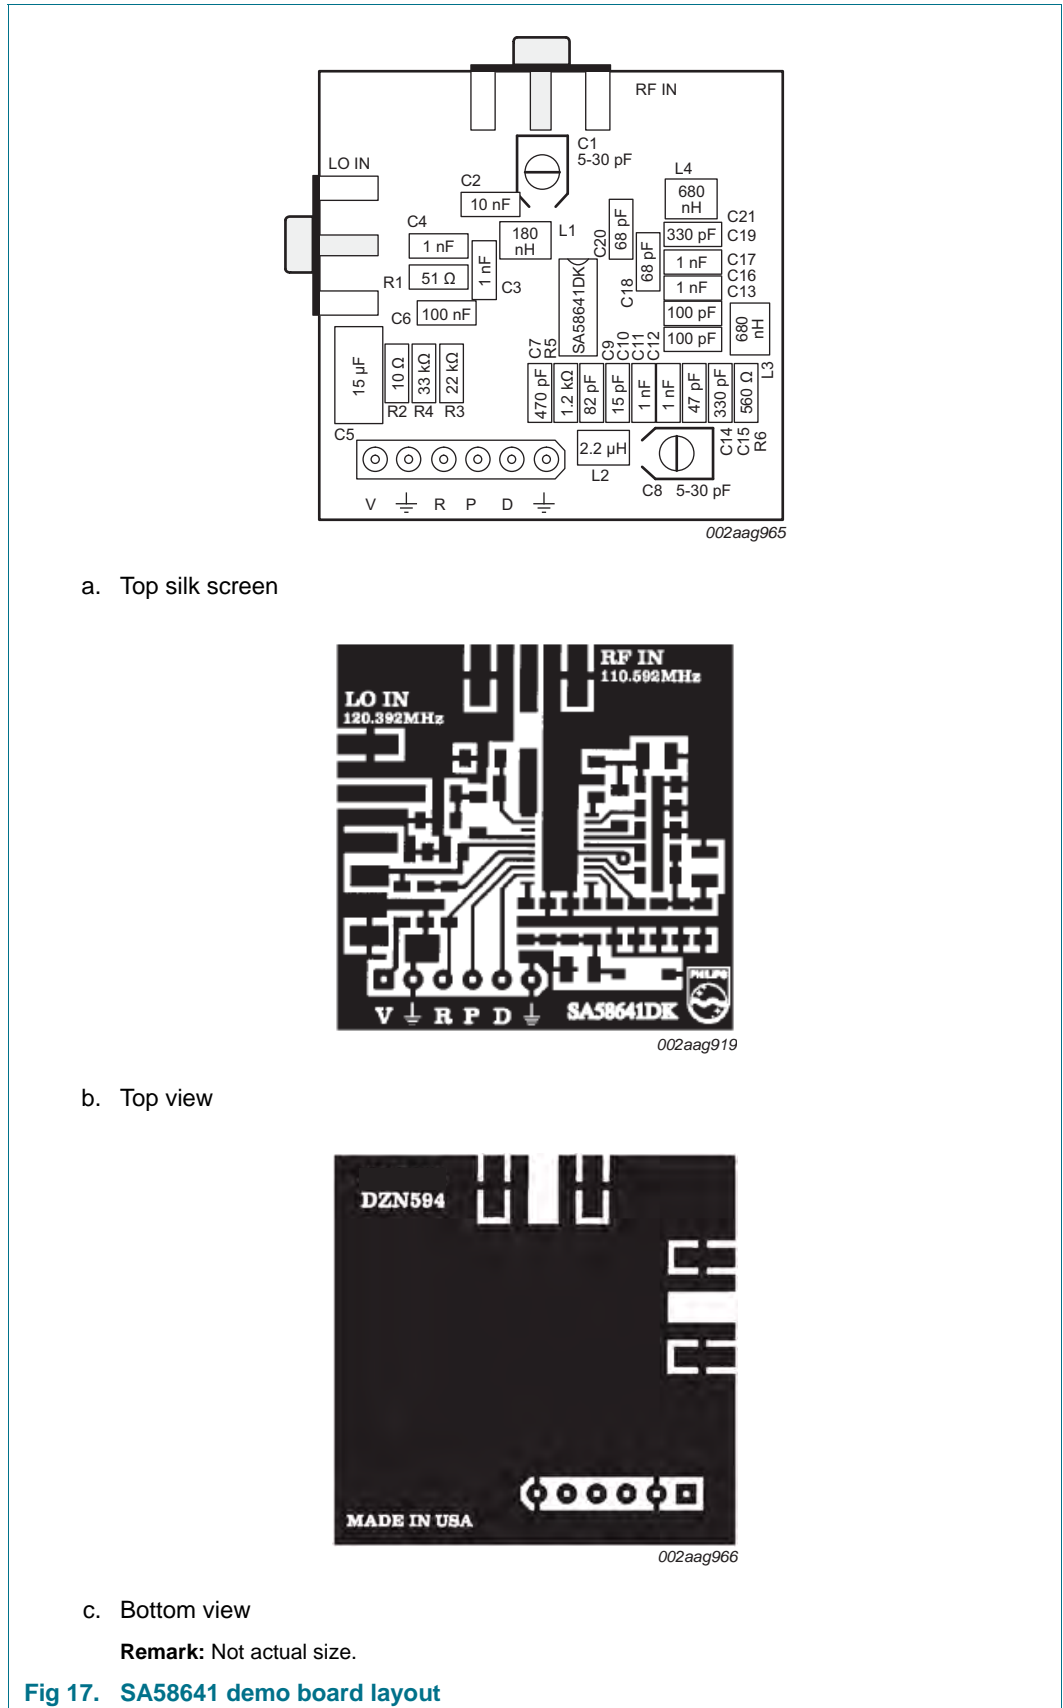 RF IN
C1
5-30 pF
LO IN
L4
680
nH
C2
10 nF
C4
1 nF
180
nH
L1
C20
68 pF
68 pF
C18
330 pF
C21
C19
1 nF
C17
C16
1 nF
C13
100 pF
100 pF
680
nH
L3
R1
51 Ω
1 nF
C3
C6
100 nF
SA58641DK
15 µF
10 Ω
33 kΩ
22 kΩ
R2
R4
R3
C5
C7
R5
C9
C10
C11
C12
470 pF
1.2 kΩ
82 pF
15 pF
1 nF
1 nF
47 pF
330 pF
560 Ω
C14
C15
R6
2.2 µH
L2
C8 5-30 pF
V R P D
002aag965
a. Top silk screen
RF IN
110.592MHz
LO IN
120.392MHz
PHILIPS
V R P D
SA58641DK
002aag919
b. Top view
DZN594
MADE IN USA
002aag966
c. Bottom view
Remark: Not actual size.
Fig 17. SA58641 demo board layout